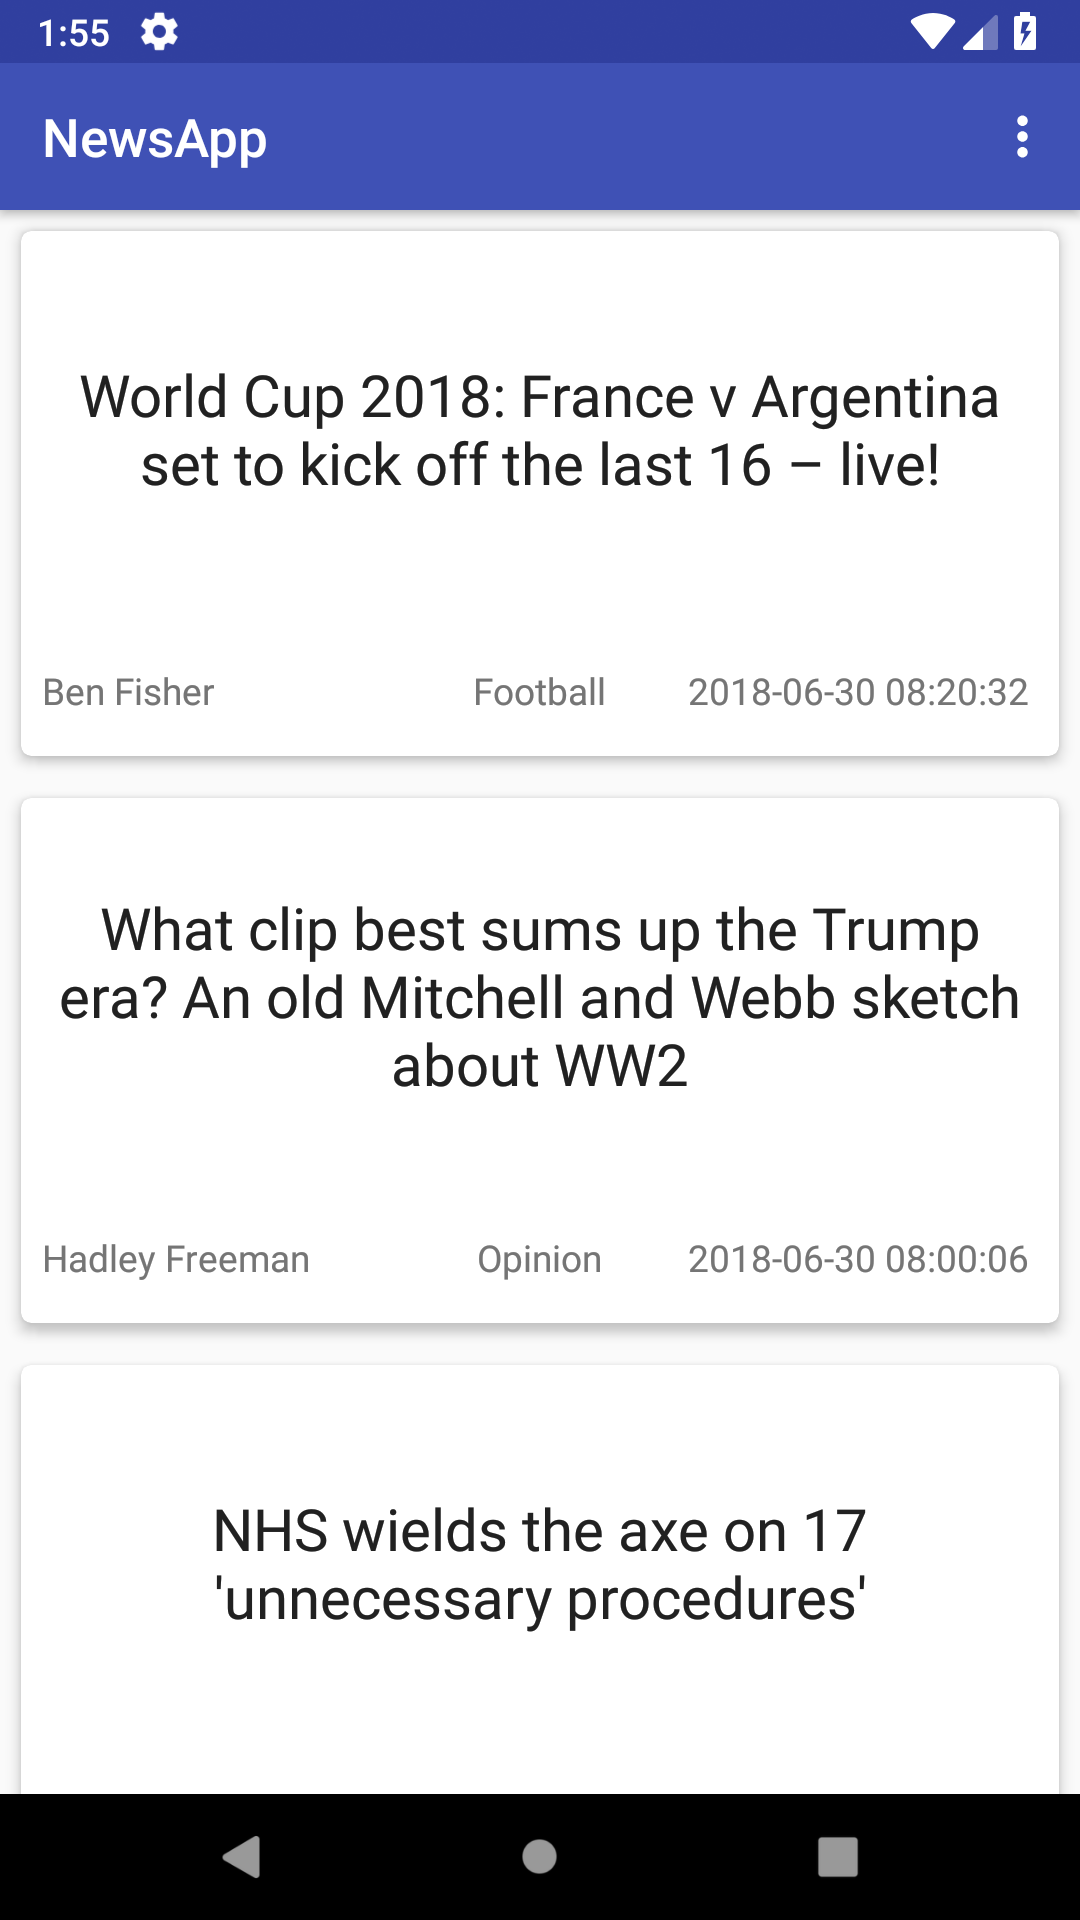 1:55
NewsApp
World Cup 2018: France v Argentina
set to kick off the last 16 – live!
Ben Fisher Football 2018-06-30 08:20:32
What clip best sums up the Trump
era? An old Mitchell and Webb sketch
about WW2
Hadley Freeman Opinion 2018-06-30 08:00:06
NHS wields the axe on 17
'unnecessary procedures'